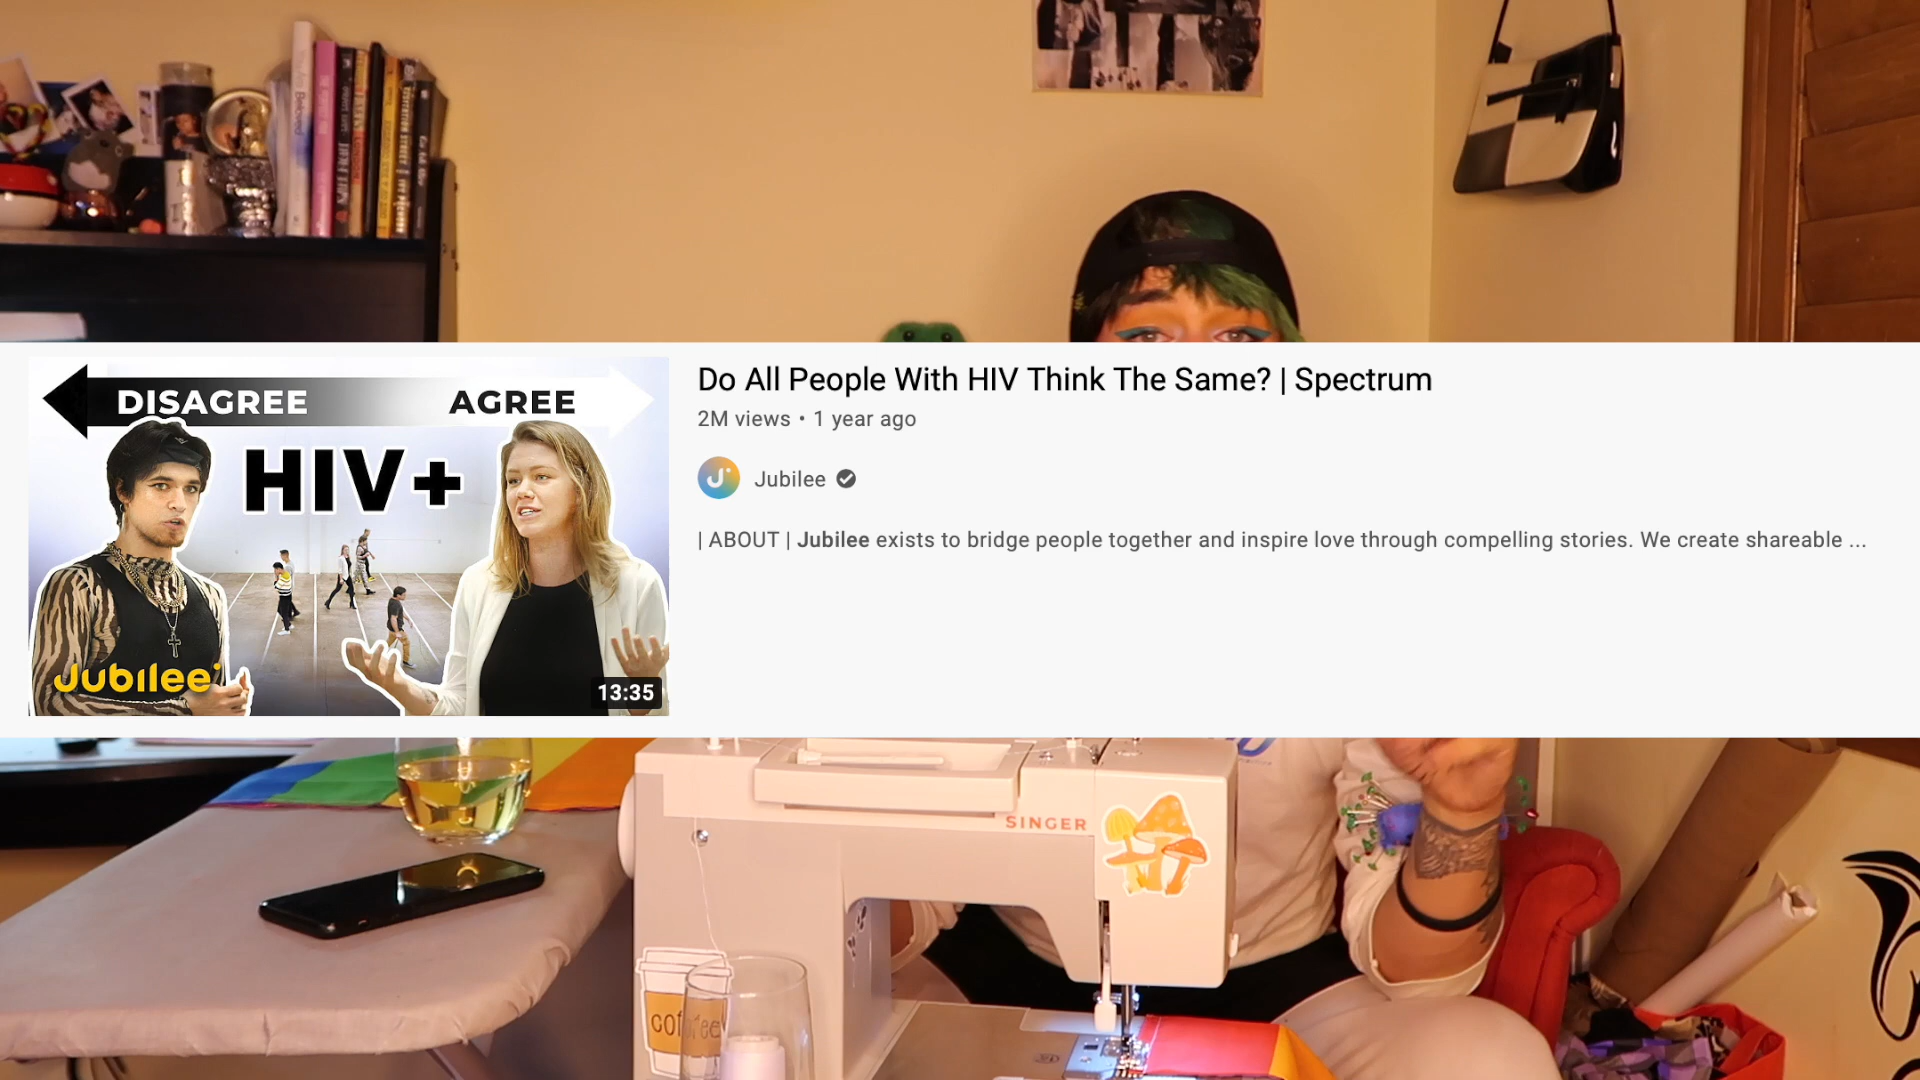 DISAGREE
AGREE
HIV+
Jubilee
13:35
Do All People With HIV Think The Same? | Spectrum
2M views • 1 year ago
Jubilee
| ABOUT | Jubilee exists to bridge people together and inspire love through compelling stories. We create shareable ...
SINGER
coffee